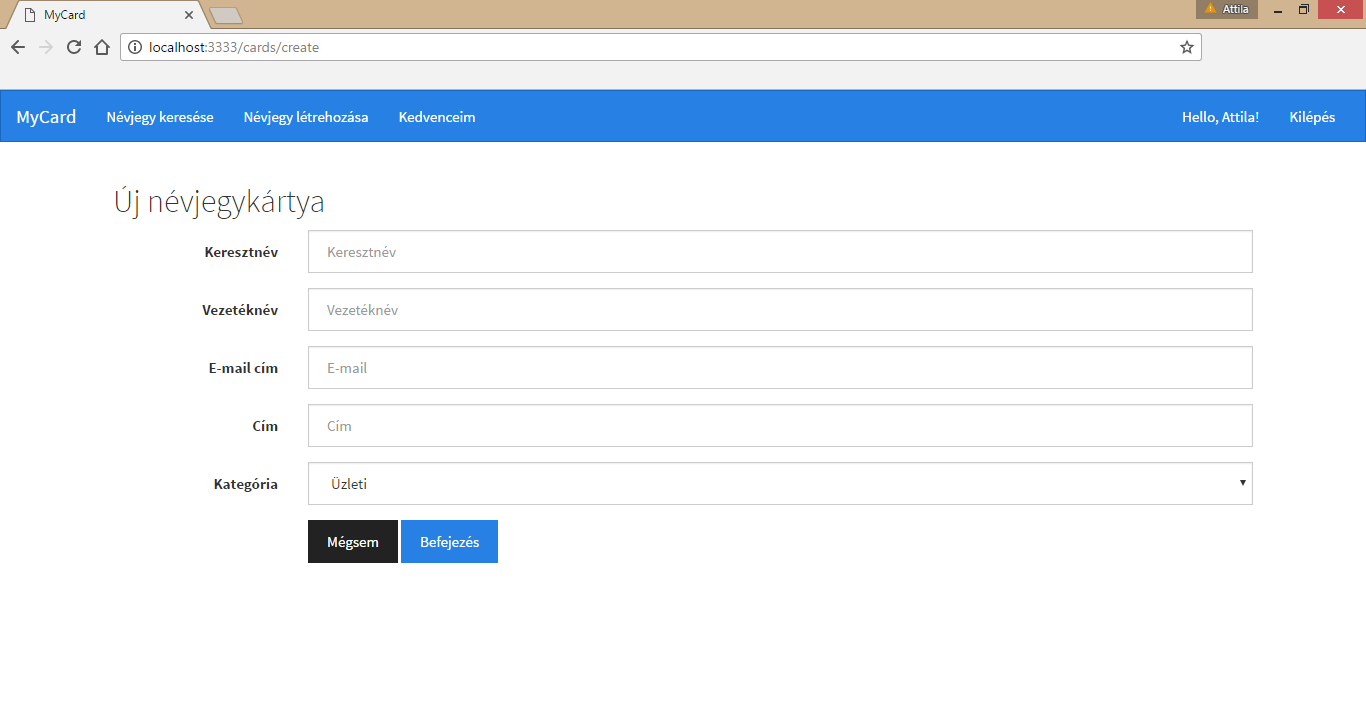 MyCard
Attila
localhost:3333/cards/create
MyCard Névjegy keresése Névjegy létrehozása Kedvenceim Hello, Attila! Kilépés
Új névjegykártya
Keresztnév Keresztnév
Vezetéknév Vezetéknév
E-mail cím E-mail
Cím Cím
Kategória Üzleti
Mégsem Befejezés